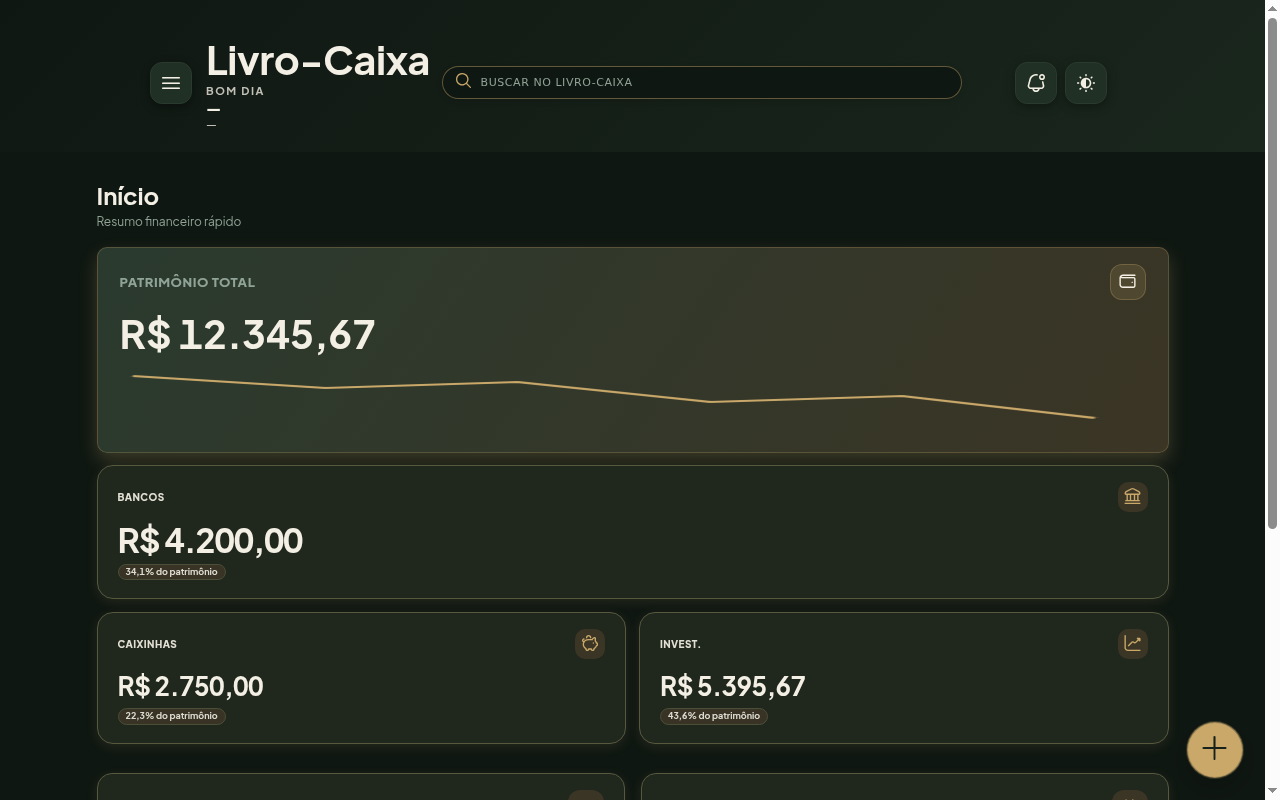 Livro-Caixa
BOM DIA
—
—
BUSCAR NO LIVRO-CAIXA
Início
Resumo financeiro rápido
PATRIMÔNIO TOTAL
R$ 12.345,67
BANCOS
R$ 4.200,00
34,1% do patrimônio
CAIXINHAS
R$ 2.750,00
22,3% do patrimônio
INVEST.
R$ 5.395,67
43,6% do patrimônio